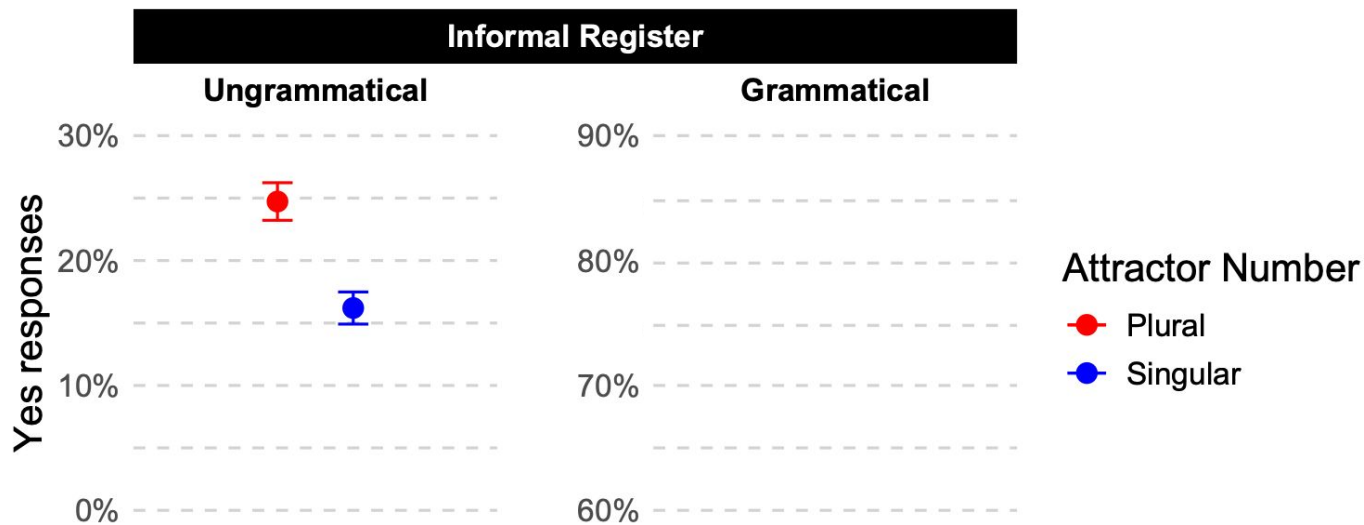 Informal Register
Ungrammatical
Grammatical
Yes responses
30%
20%
10%
0%
90%
80%
70%
60%
Attractor Number
Plural
Singular